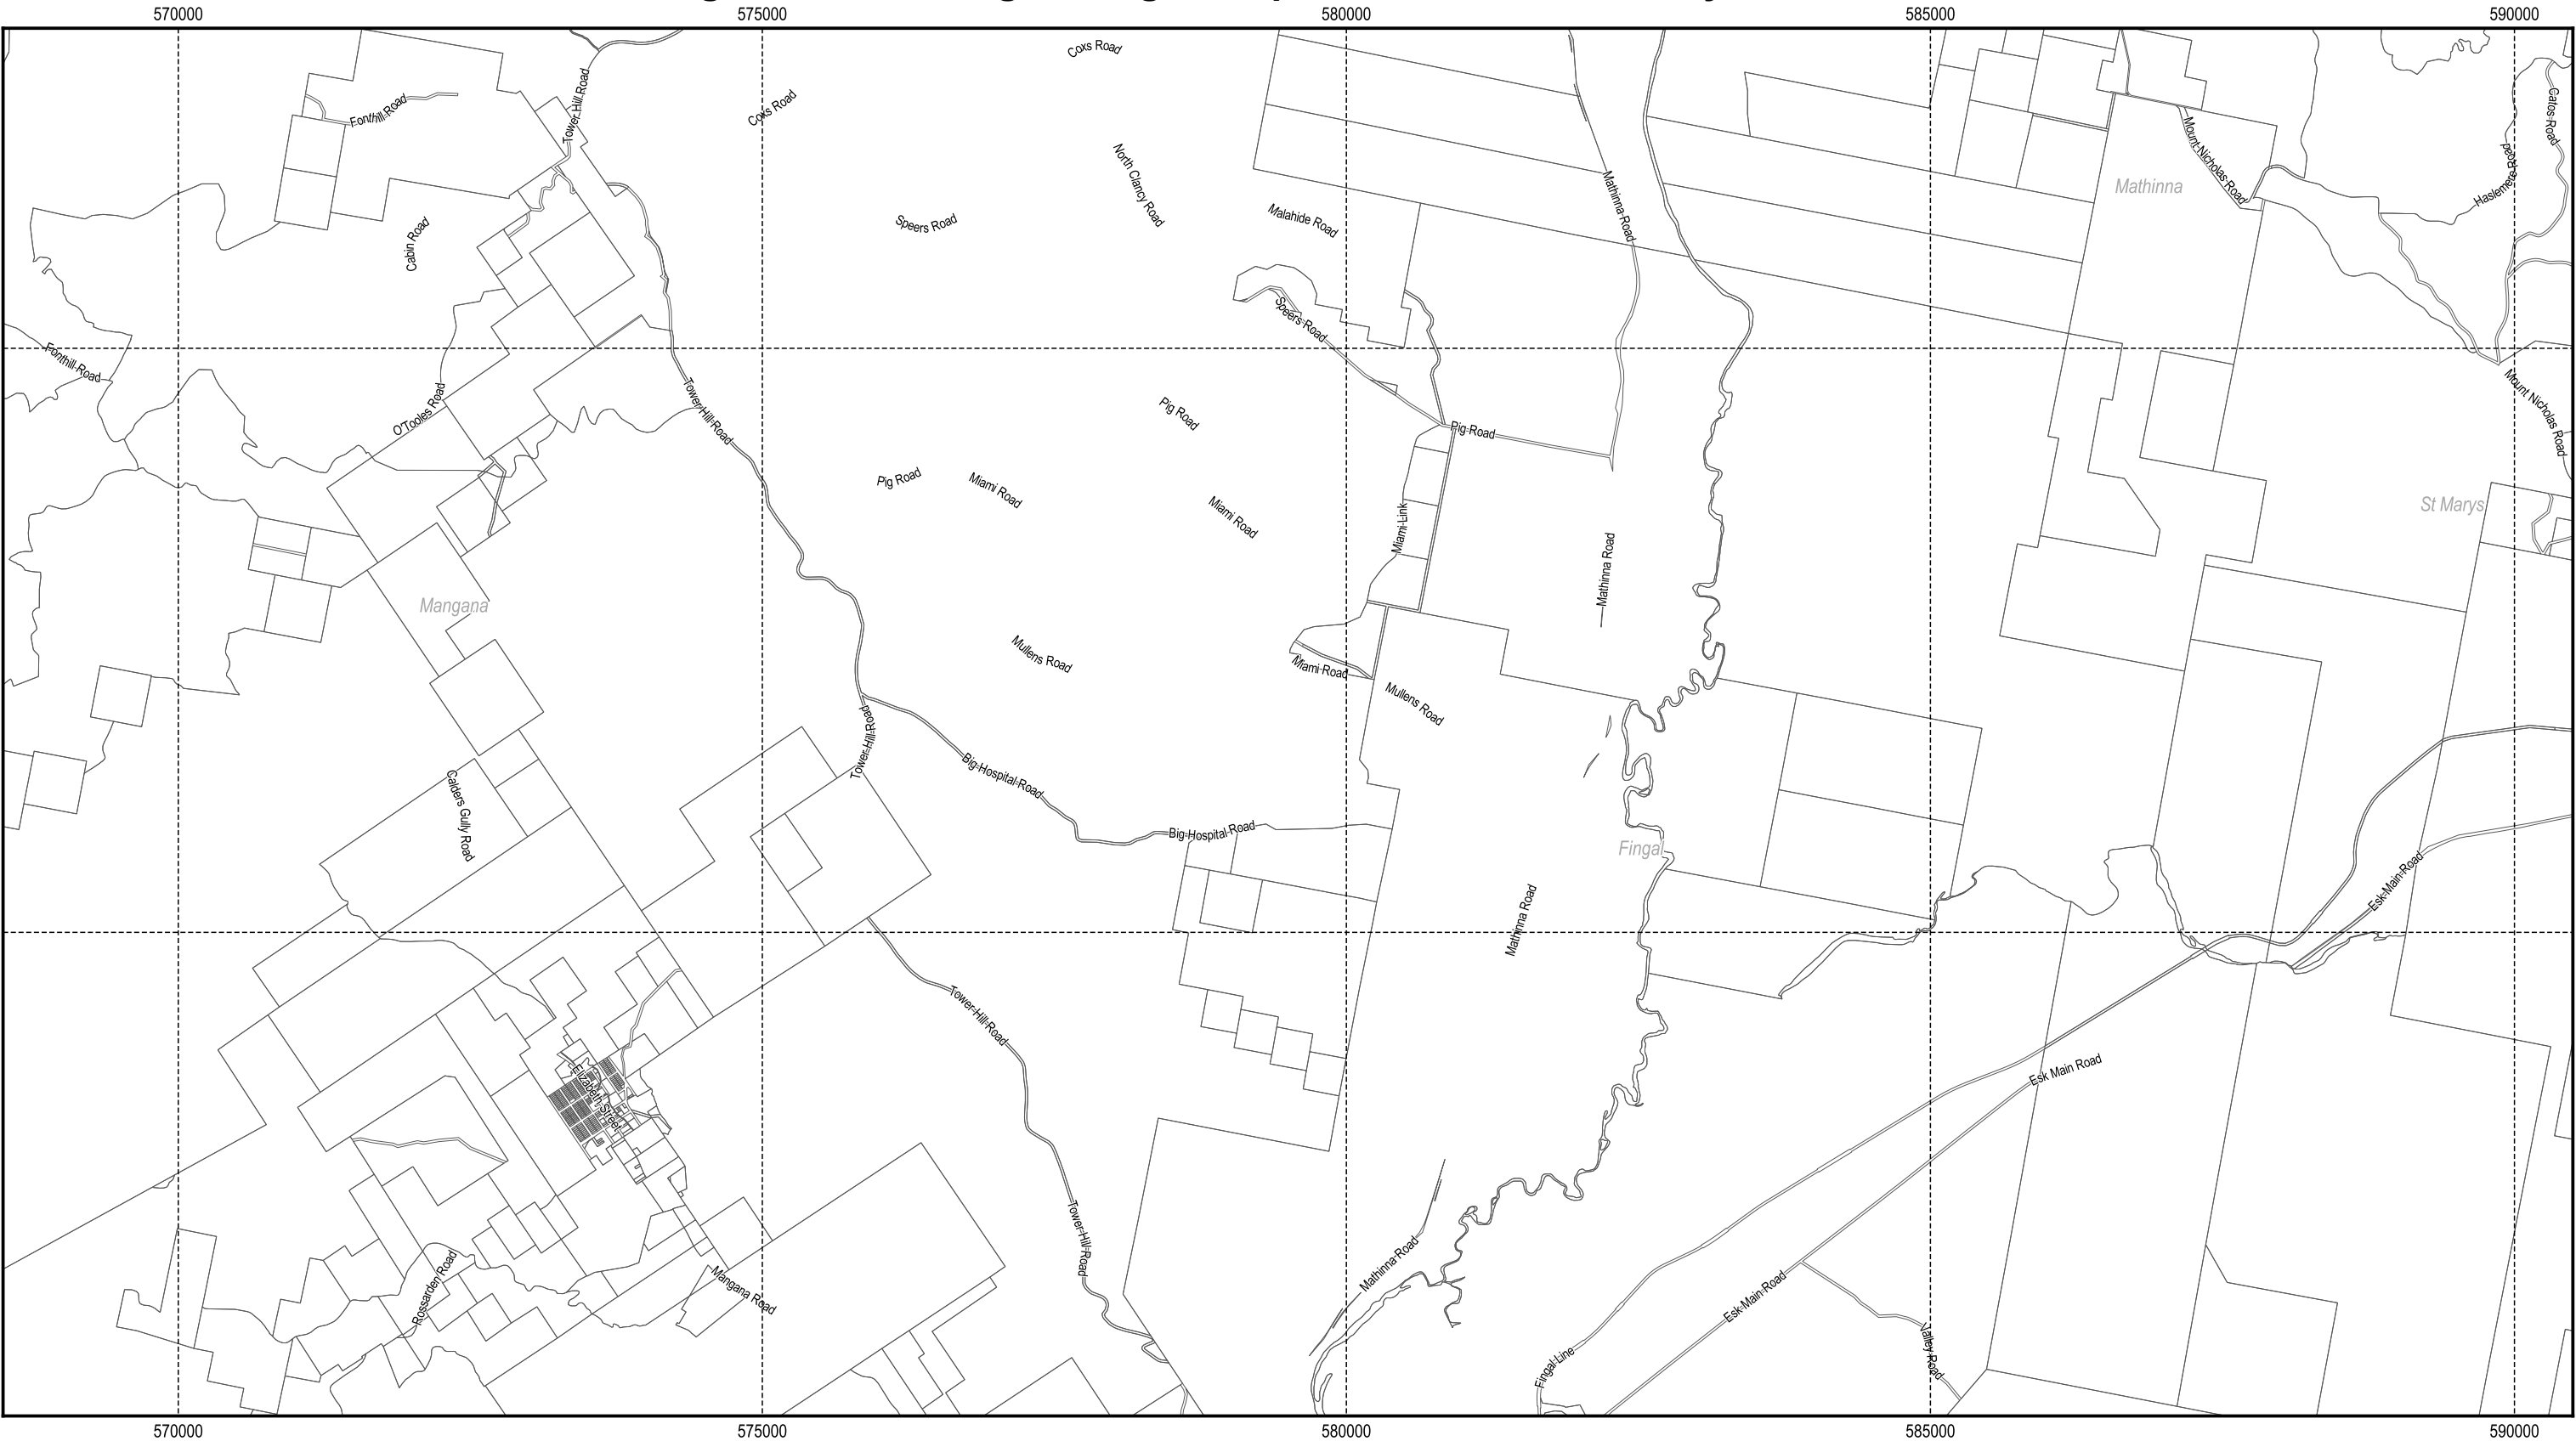 570000 575000 580000 585000 590000
Coxs Road
Tower Hill Road
Fonthill Road
Coxs Road
Catos Road
North Clancy Road
Mount Nicholas Road
Haslemere Road
Mathinna
Mathinna Road
Malahide Road
Speers Road
Cabin Road
Speers Road
Fonthill Road
Mount Nicholas Road
O'Tooles Road
Tower Hill Road
Pig Road
Pig Road
Pig Road
Miami Road
Miami Road
St Marys
Miami Link
Mathinna Road
Mangana
Mullens Road
Miami Road
Mullens Road
Tower Hill Road
Big Hospital Road
Calders Gully Road
Big Hospital Road
Fingal
Esk Main Road
Mathinna Road
Tower Hill Road
Esk Main Road
Elizabeth Street
Tower Hill Road
Mathinna Road
Rossarden Road
Mangana Road
Esk Main Road
Valley Road
Fingal Line
570000 575000 580000 585000 590000